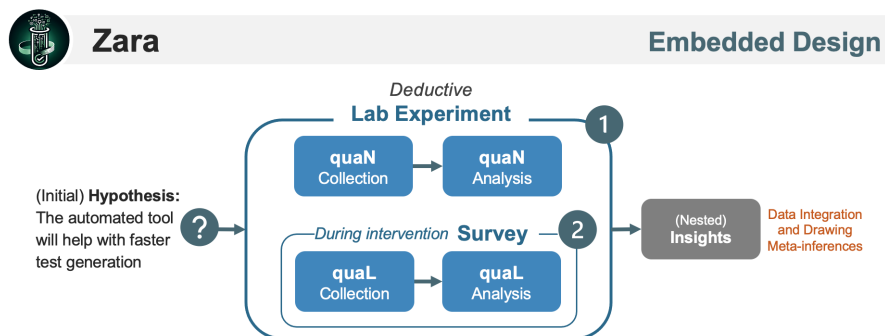 Zara
Embedded Design
Deductive
Lab Experiment
1
quaN
Collection
quaN
Analysis
(Initial) Hypothesis:
The automated tool
will help with faster
test generation
?
During intervention Survey
2
quaL
Collection
quaL
Analysis
(Nested)
Insights
Data Integration
and Drawing
Meta-inferences